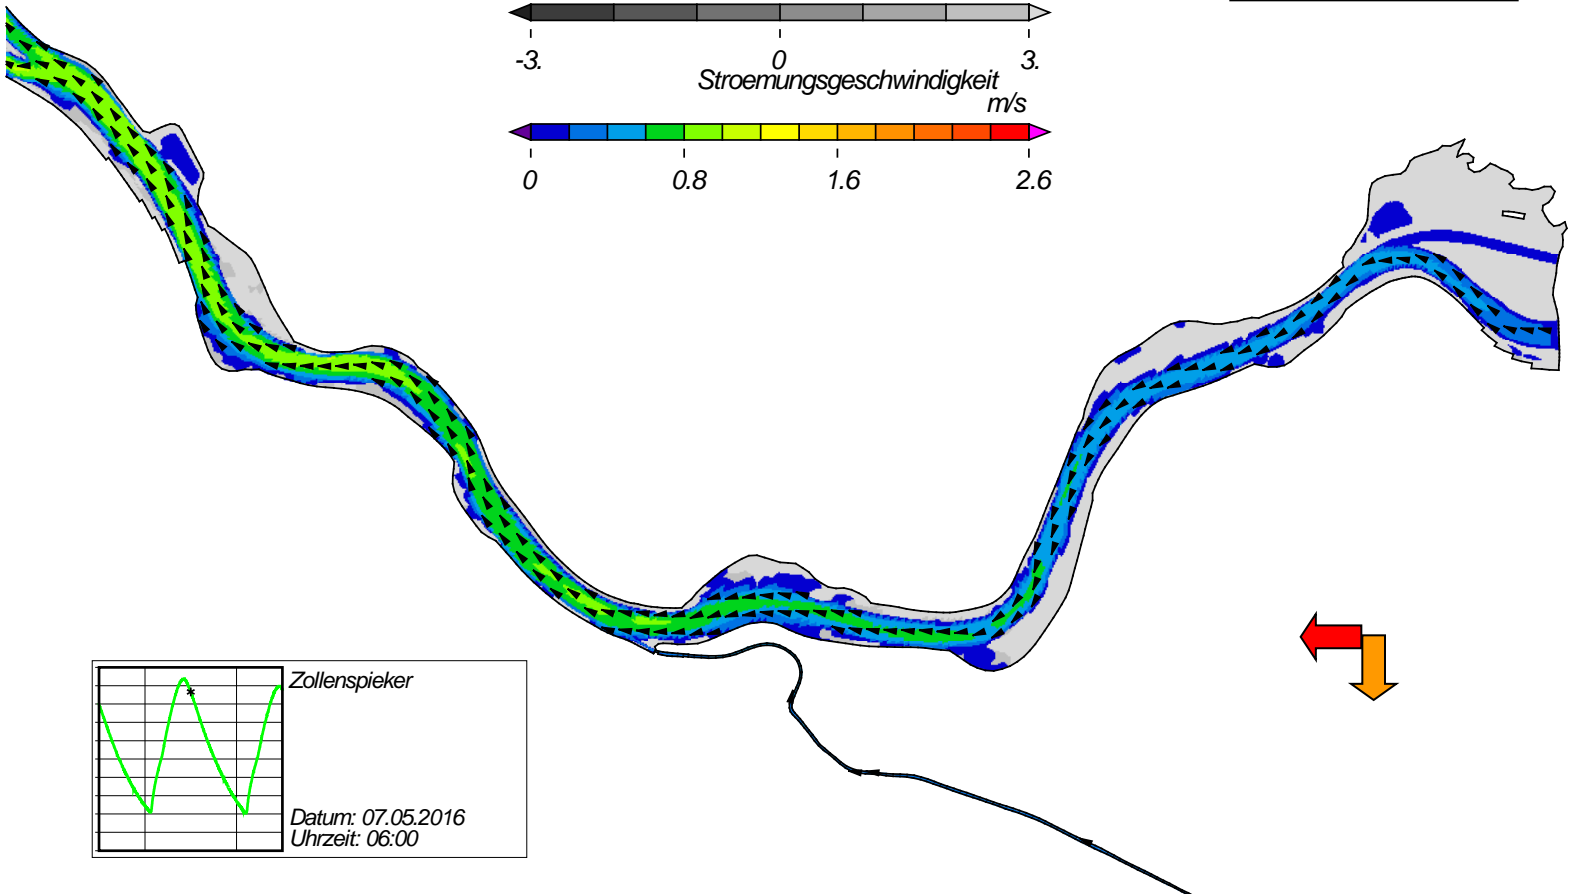 -3. 0 3.
Stroemungsgeschwindigkeit
m/s
0 0.8 1.6 2.6
Zollenspieker
Datum: 07.05.2016
Uhrzeit: 06:00